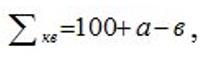 ∑ кв =100+а−в,